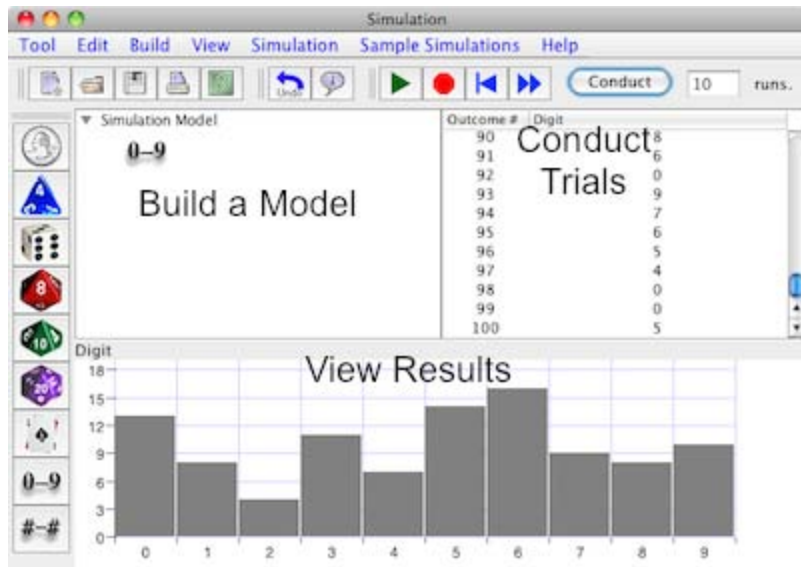 Simulation
Tool Edit Build View Simulation Sample Simulations Help
Undo Conduct 10 runs.
Simulation Model
0–9
Build a Model
Outcome # Digit
Conduct
Trials
90 8
91 6
92 0
93 9
94 7
95 6
96 5
97 4
98 0
99 0
100 5
4
8
10
20
0–9
#–#
Digit
View Results
18
15
12
9
6
3
0
0 1 2 3 4 5 6 7 8 9